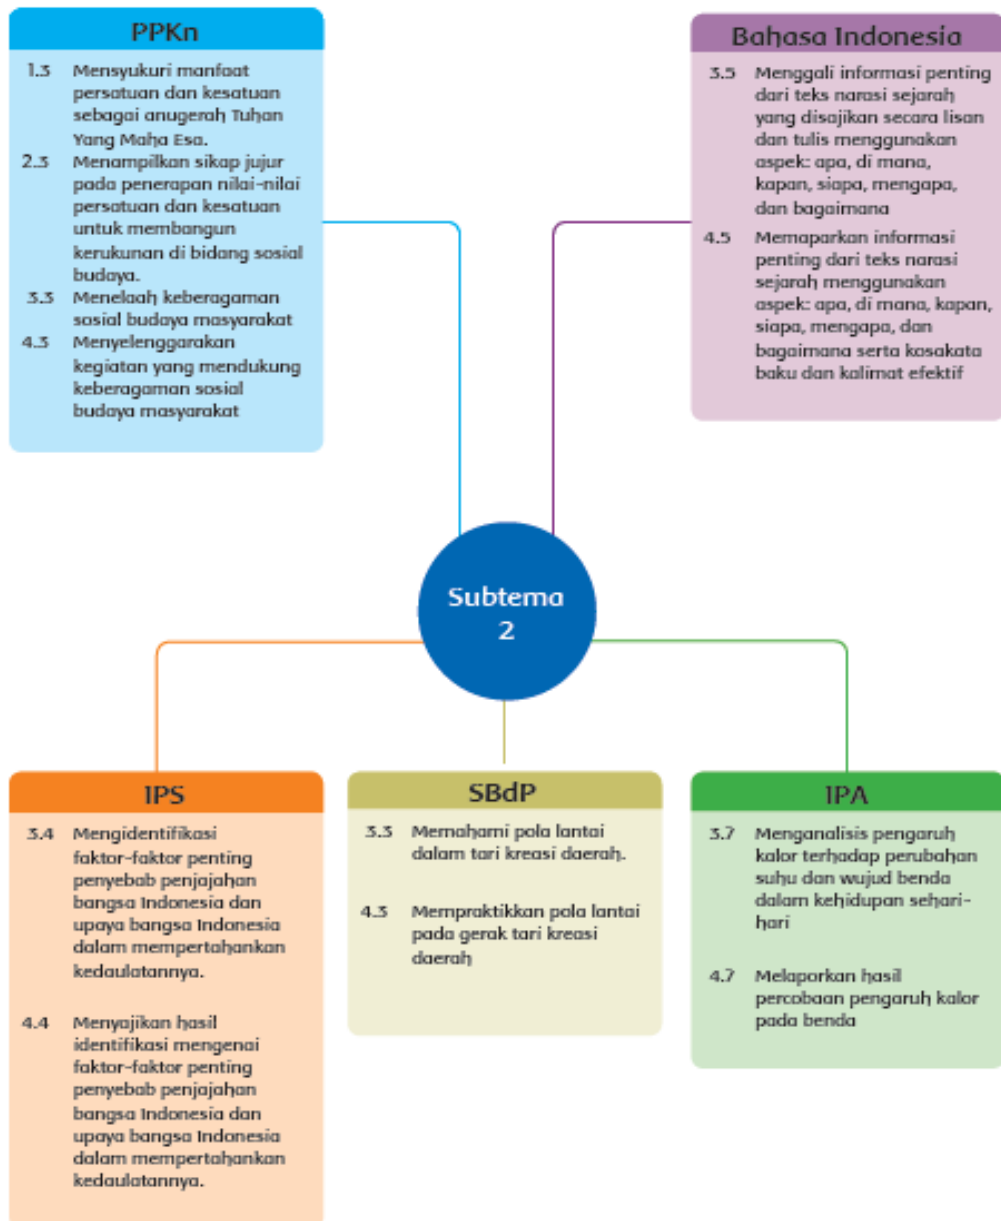 PPKn
1.3 Mensyukuri manfaat
persatuan dan kesatuan
sebagai anugerah Tuhan
Yang Maha Esa.
2.3 Menampilkan sikap jujur
pada penerapan nilai-nilai
persatuan dan kesatuan
untuk membangun
kerukunan di bidang sosial
budaya.
3.3 Menelaah keberagaman
sosial budaya masyarakat
4.3 Menyelenggarakan
kegiatan yang mendukung
keberagaman sosial
budaya masyarakat
Bahasa Indonesia
3.5 Menggali informasi penting
dari teks narasi sejarah
yang disajikan secara lisan
dan tulis menggunakan
aspek: apa, di mana,
kapan, siapa, mengapa,
dan bagaimana
4.5 Memaparkan informasi
penting dari teks narasi
sejarah menggunakan
aspek: apa, di mana, kapan,
siapa, mengapa, dan
bagaimana serta kosakata
baku dan kalimat efektif
Subtema
2
IPS
3.4 Mengidentifikasi
faktor-faktor penting
penyebab penjajahan
bangsa Indonesia dan
upaya bangsa Indonesia
dalam mempertahankan
kedaulatannya.
4.4 Menyajikan hasil
identifikasi mengenai
faktor-faktor penting
penyebab penjajahan
bangsa Indonesia dan
upaya bangsa Indonesia
dalam mempertahankan
kedaulatannya.
SBdP
3.3 Memahami pola lantai
dalam tari kreasi daerah.
4.3 Mempraktikkan pola lantai
pada gerak tari kreasi
daerah
IPA
3.7 Menganalisis pengaruh
kalor terhadap perubahan
suhu dan wujud benda
dalam kehidupan sehari-
hari
4.7 Melaporkan hasil
percobaan pengaruh kalor
pada benda